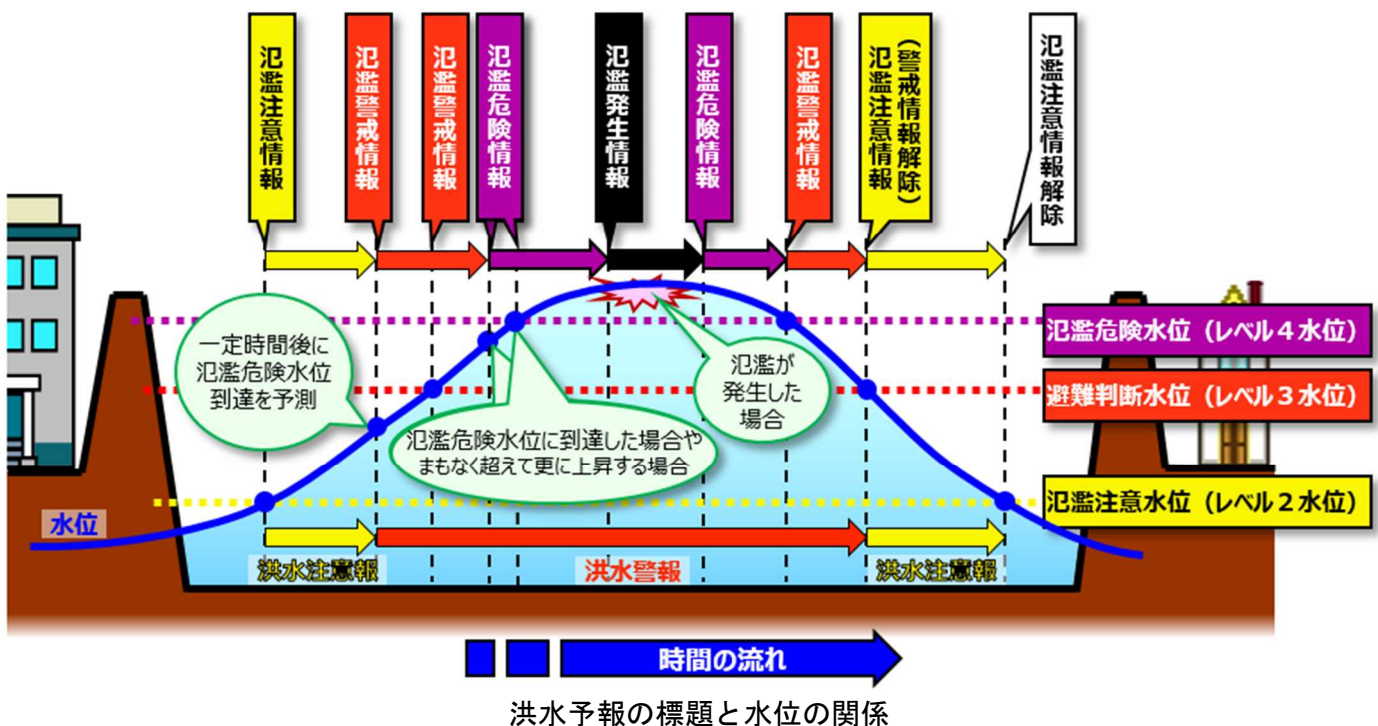 氾濫注意情報
氾濫警戒情報
氾濫警戒情報
氾濫危険情報
氾濫発生情報
氾濫危険情報
氾濫警戒情報
(警戒情報解除)
氾濫注意情報
氾濫注意情報解除
一定時間後に
氾濫危険水位
到達を予測
氾濫危険水位に到達した場合や
まもなく超えて更に上昇する場合
氾濫が
発生した
場合
氾濫危険水位(レベル4水位)
避難判断水位(レベル3水位)
氾濫注意水位(レベル2水位)
水位
洪水注意報
洪水警報
洪水注意報
時間の流れ
洪水予報の標題と水位の関係